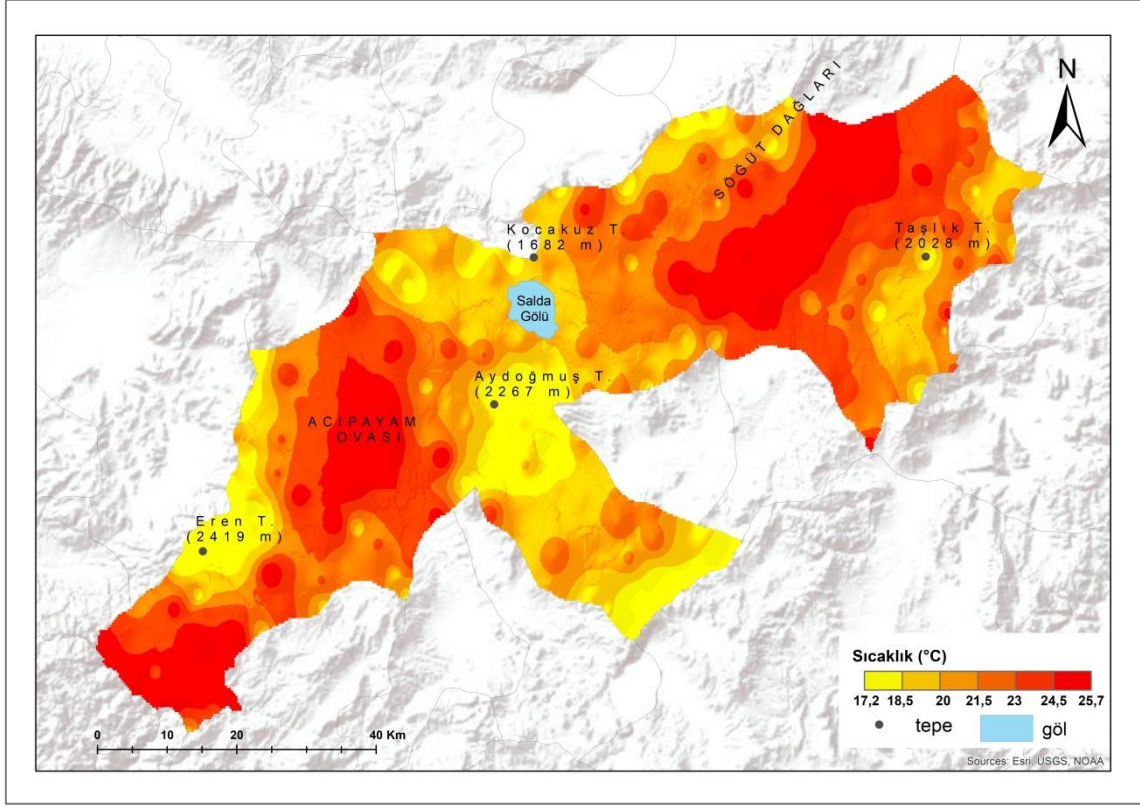 N
SÖĞÜT DAĞLARI
Kocakuz T.
(1682 m)
Taşlık T.
(2028 m)
Salda
Gölü
Aydoğmuş T.
(2267 m)
ACIPAYAM
OVASI
Eren T.
(2419 m)
Sıcaklık (°C)
17,2 18,5 20 21,5 23 24,5 25,7
tepe göl
0 10 20 40 Km
Sources: Esri, USGS, NOAA